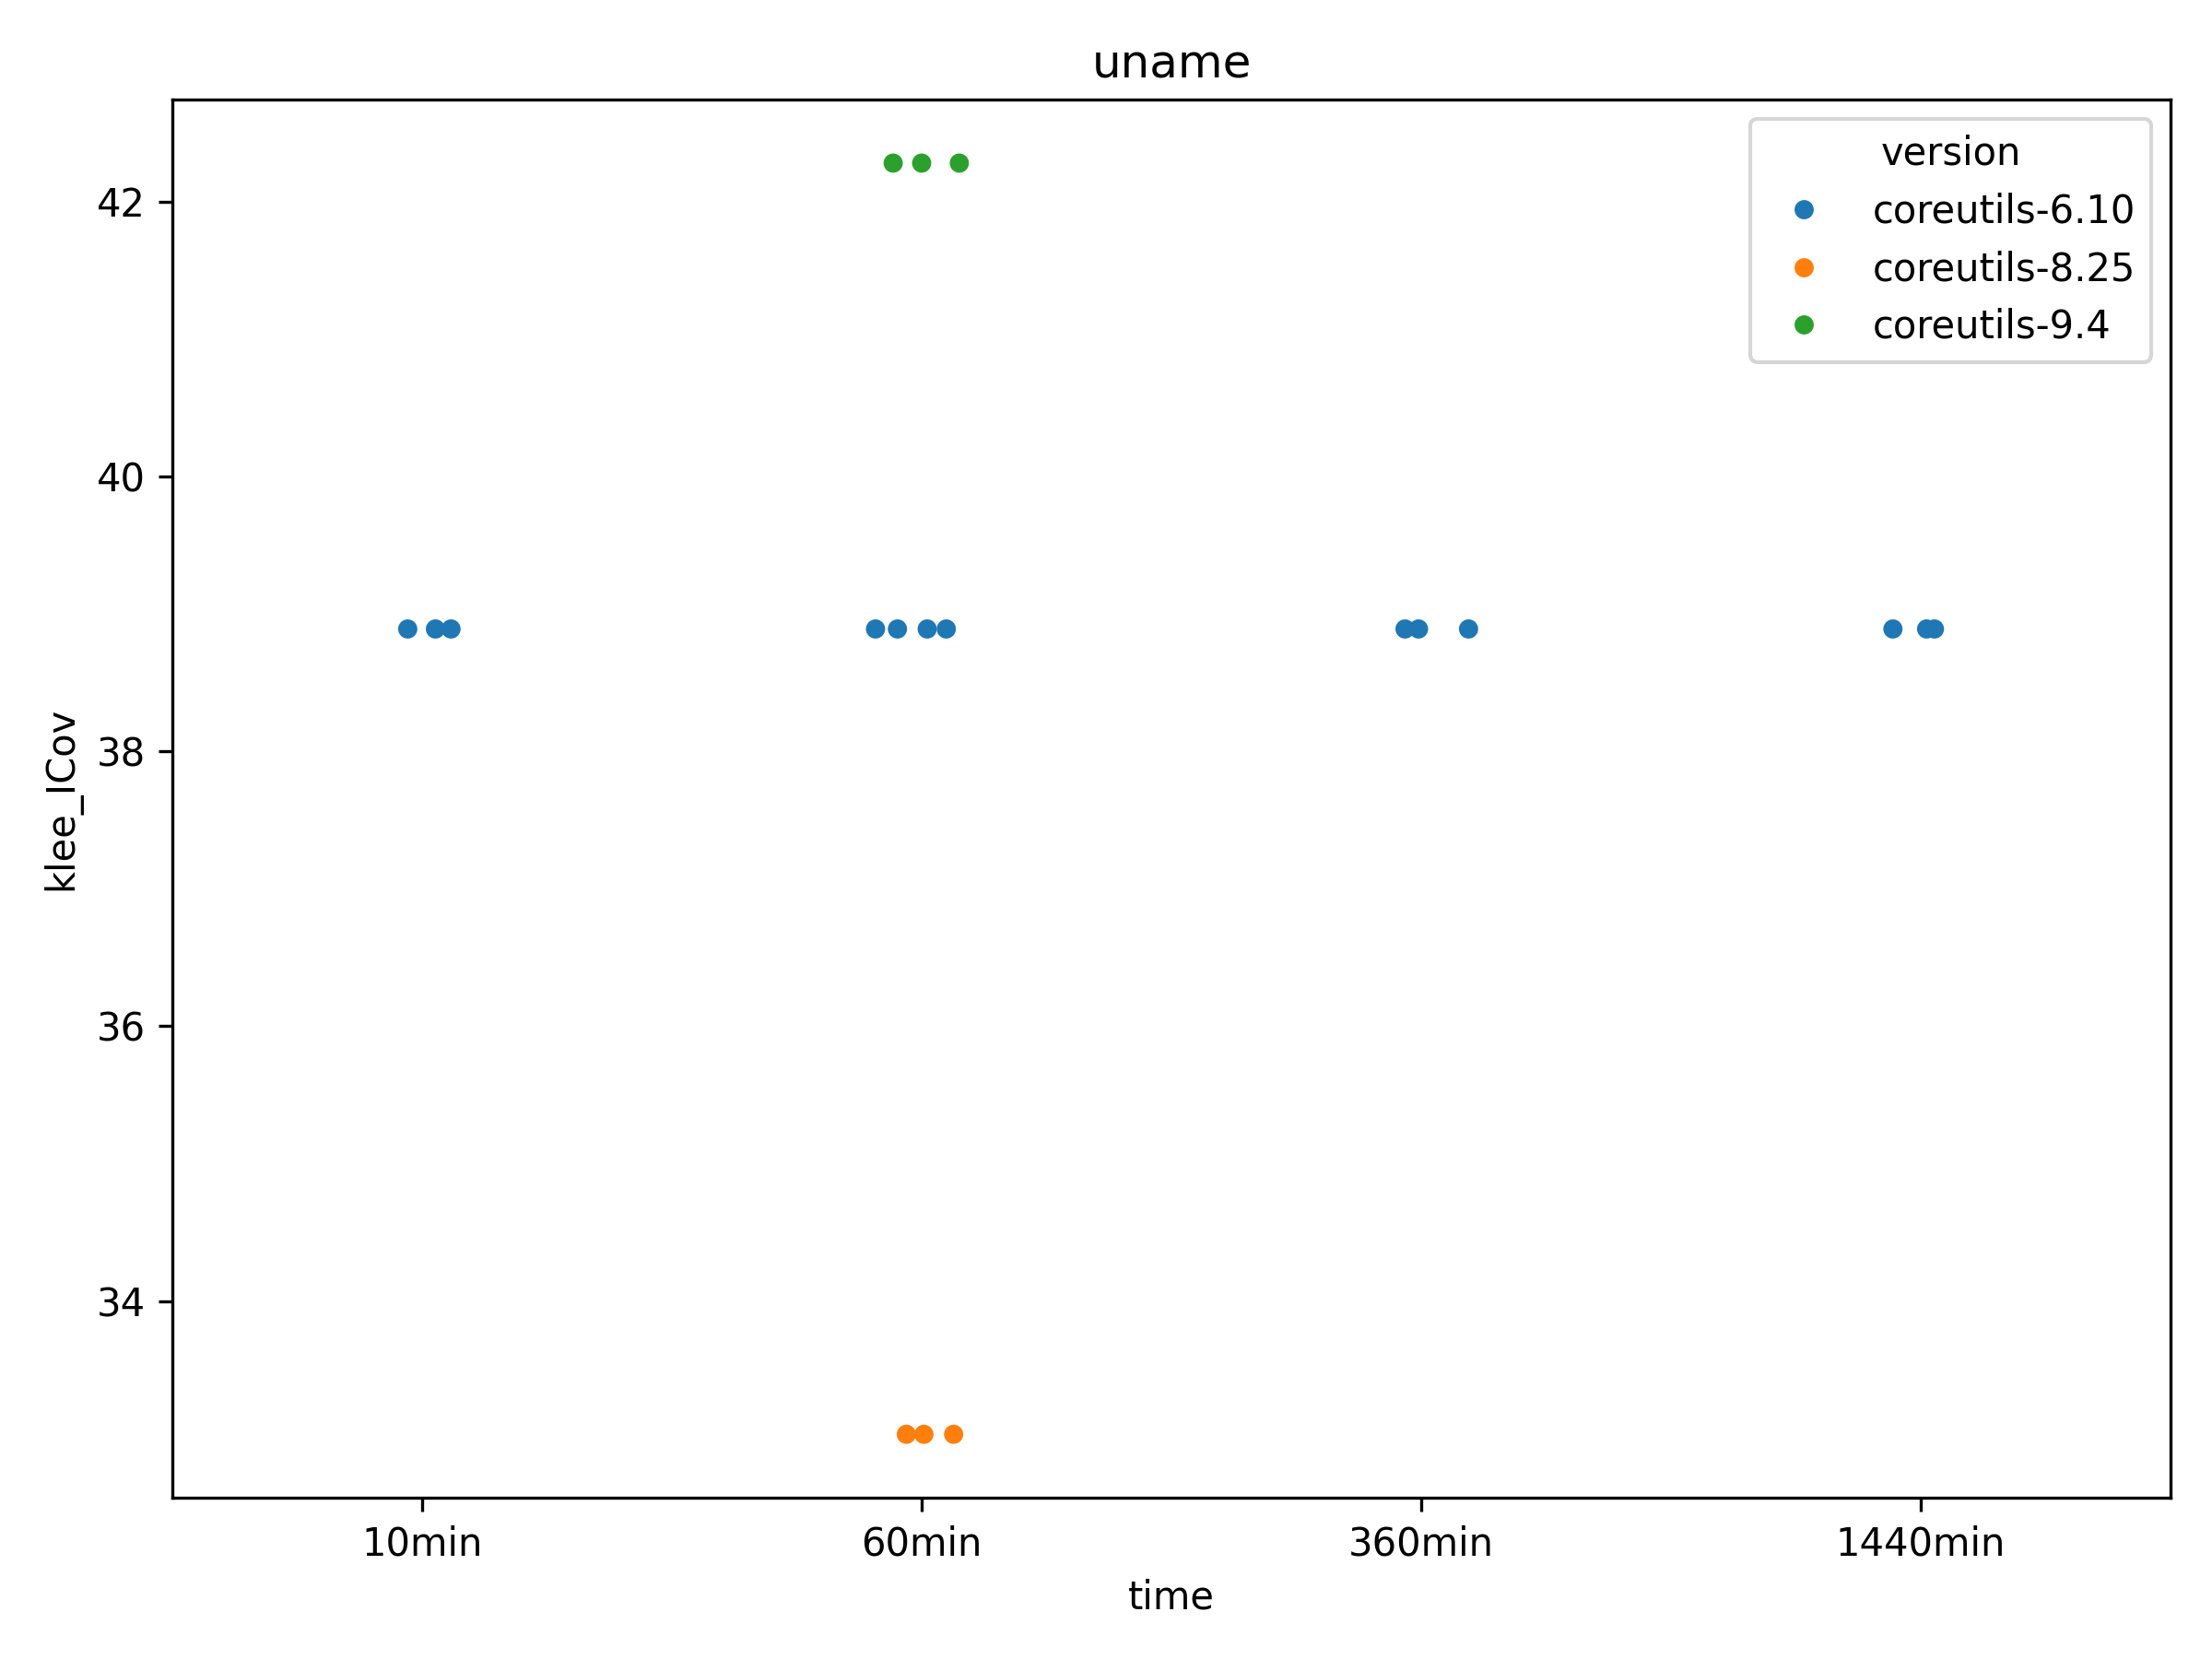 uname
version
coreutils-6.10
coreutils-8.25
coreutils-9.4
42
40
38
36
34
klee_ICov
10min 60min 360min 1440min
time